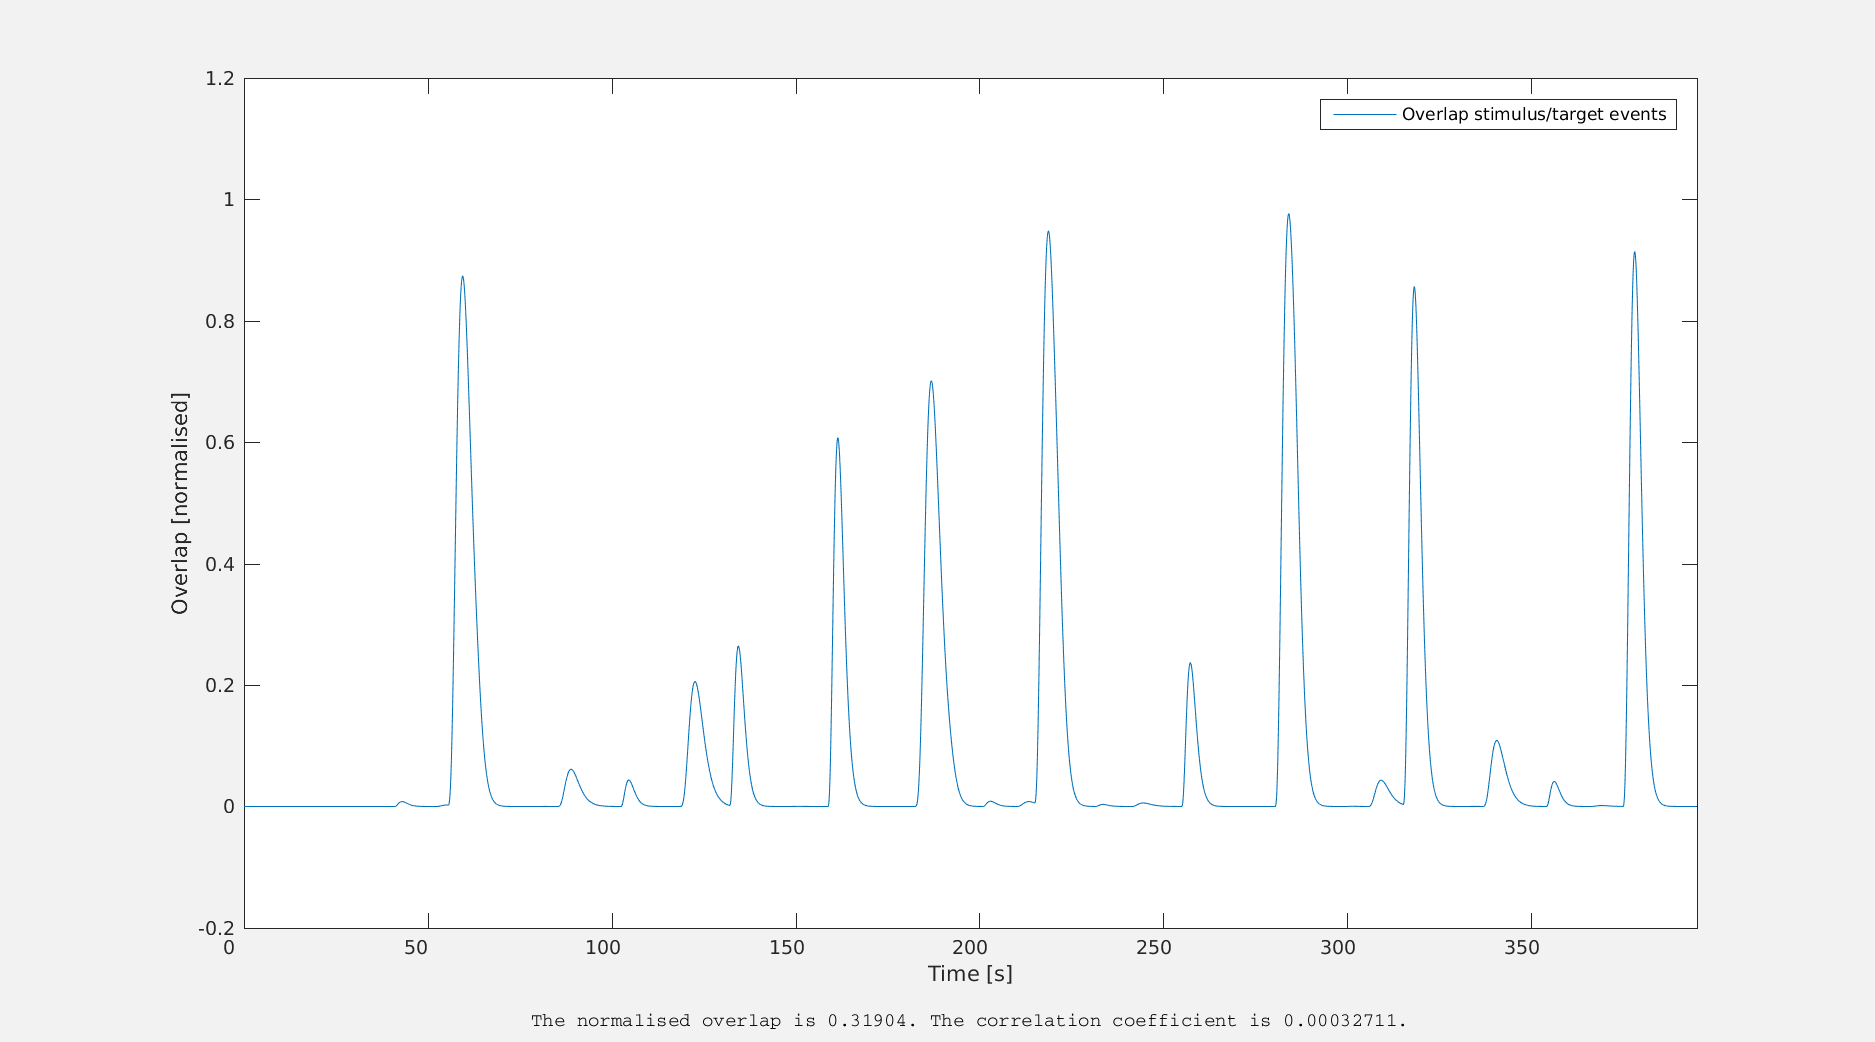 1.2
Overlap stimulus/target events
1
0.8
0.6
0.4
0.2
0
-0.2
Overlap [normalised]
0 50 100 150 200 250 300 350
Time [s]
The normalised overlap is 0.31904. The correlation coefficient is 0.00032711.